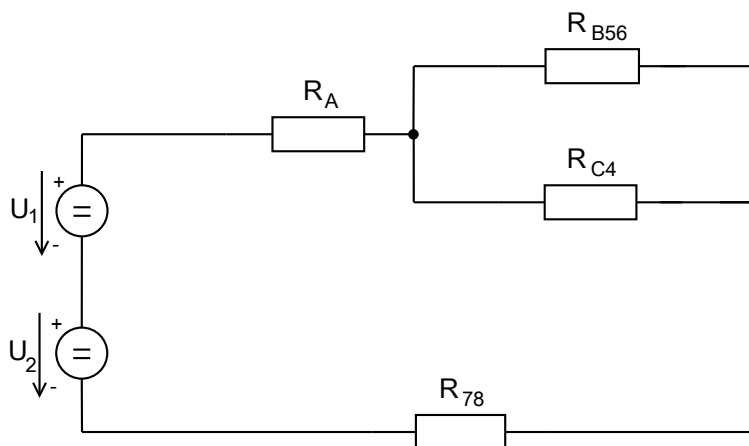 R_B56
R_A
R_C4
+
U_1
=
-
+
U_2
=
-
R_78